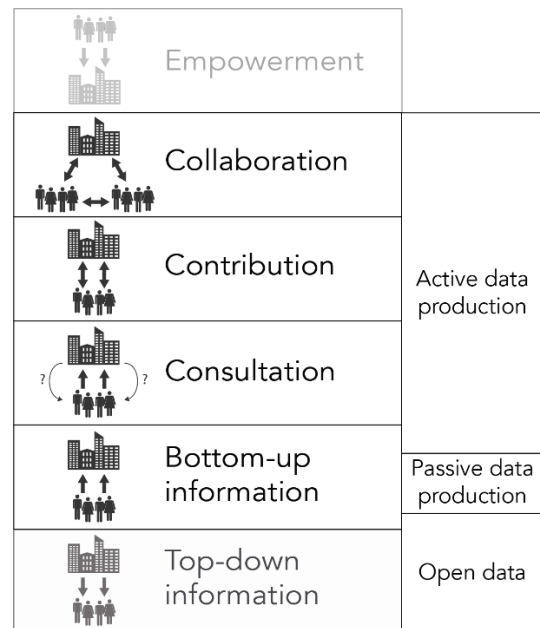 Empowerment
Collaboration
Contribution
Active data
production
? ?
Consultation
Bottom-up
information
Passive data
production
Top-down
information
Open data